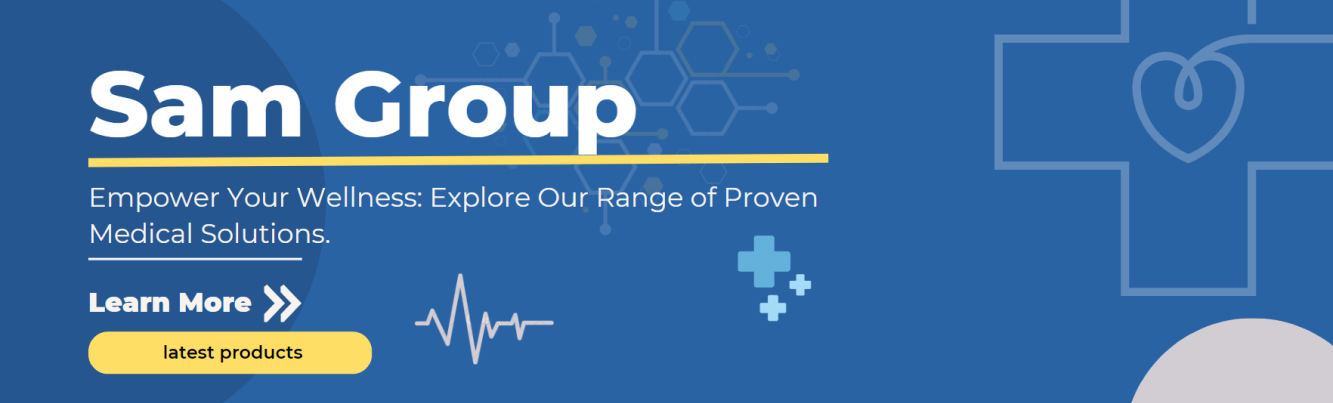 Sam Group
Empower Your Wellness: Explore Our Range of Proven
Medical Solutions.
Learn More
latest products